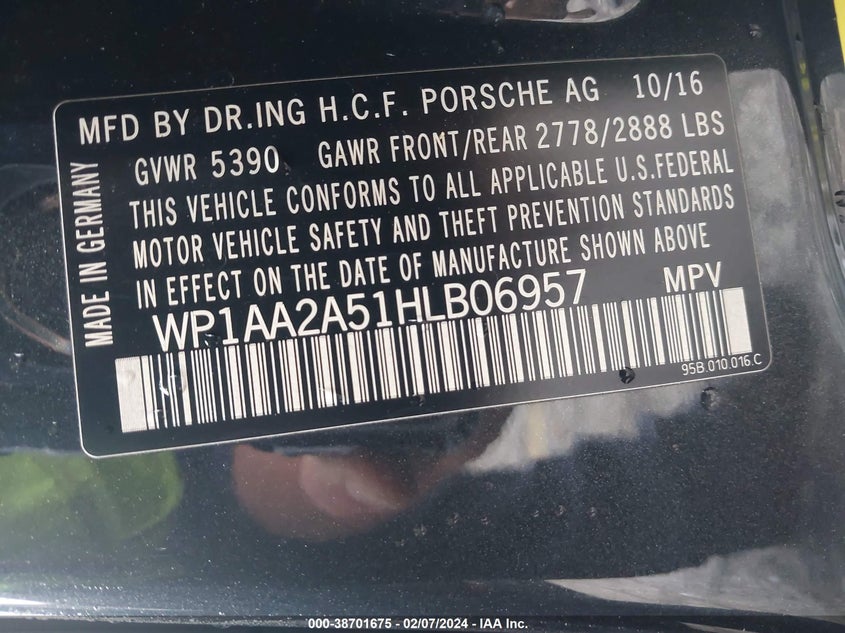 MFD BY DR.ING H.C.F. PORSCHE AG 10/16
GVWR 5390 GAWR FRONT/REAR 2778/2888 LBS
THIS VEHICLE CONFORMS TO ALL APPLICABLE U.S.FEDERAL
MOTOR VEHICLE SAFETY AND THEFT PREVENTION STANDARDS
IN EFFECT ON THE DATE OF MANUFACTURE SHOWN ABOVE
WP1AA2A51HLB06957 MPV
MADE IN GERMANY
95B.010.016.C
000-38701675 - 02/07/2024 - IAA Inc.